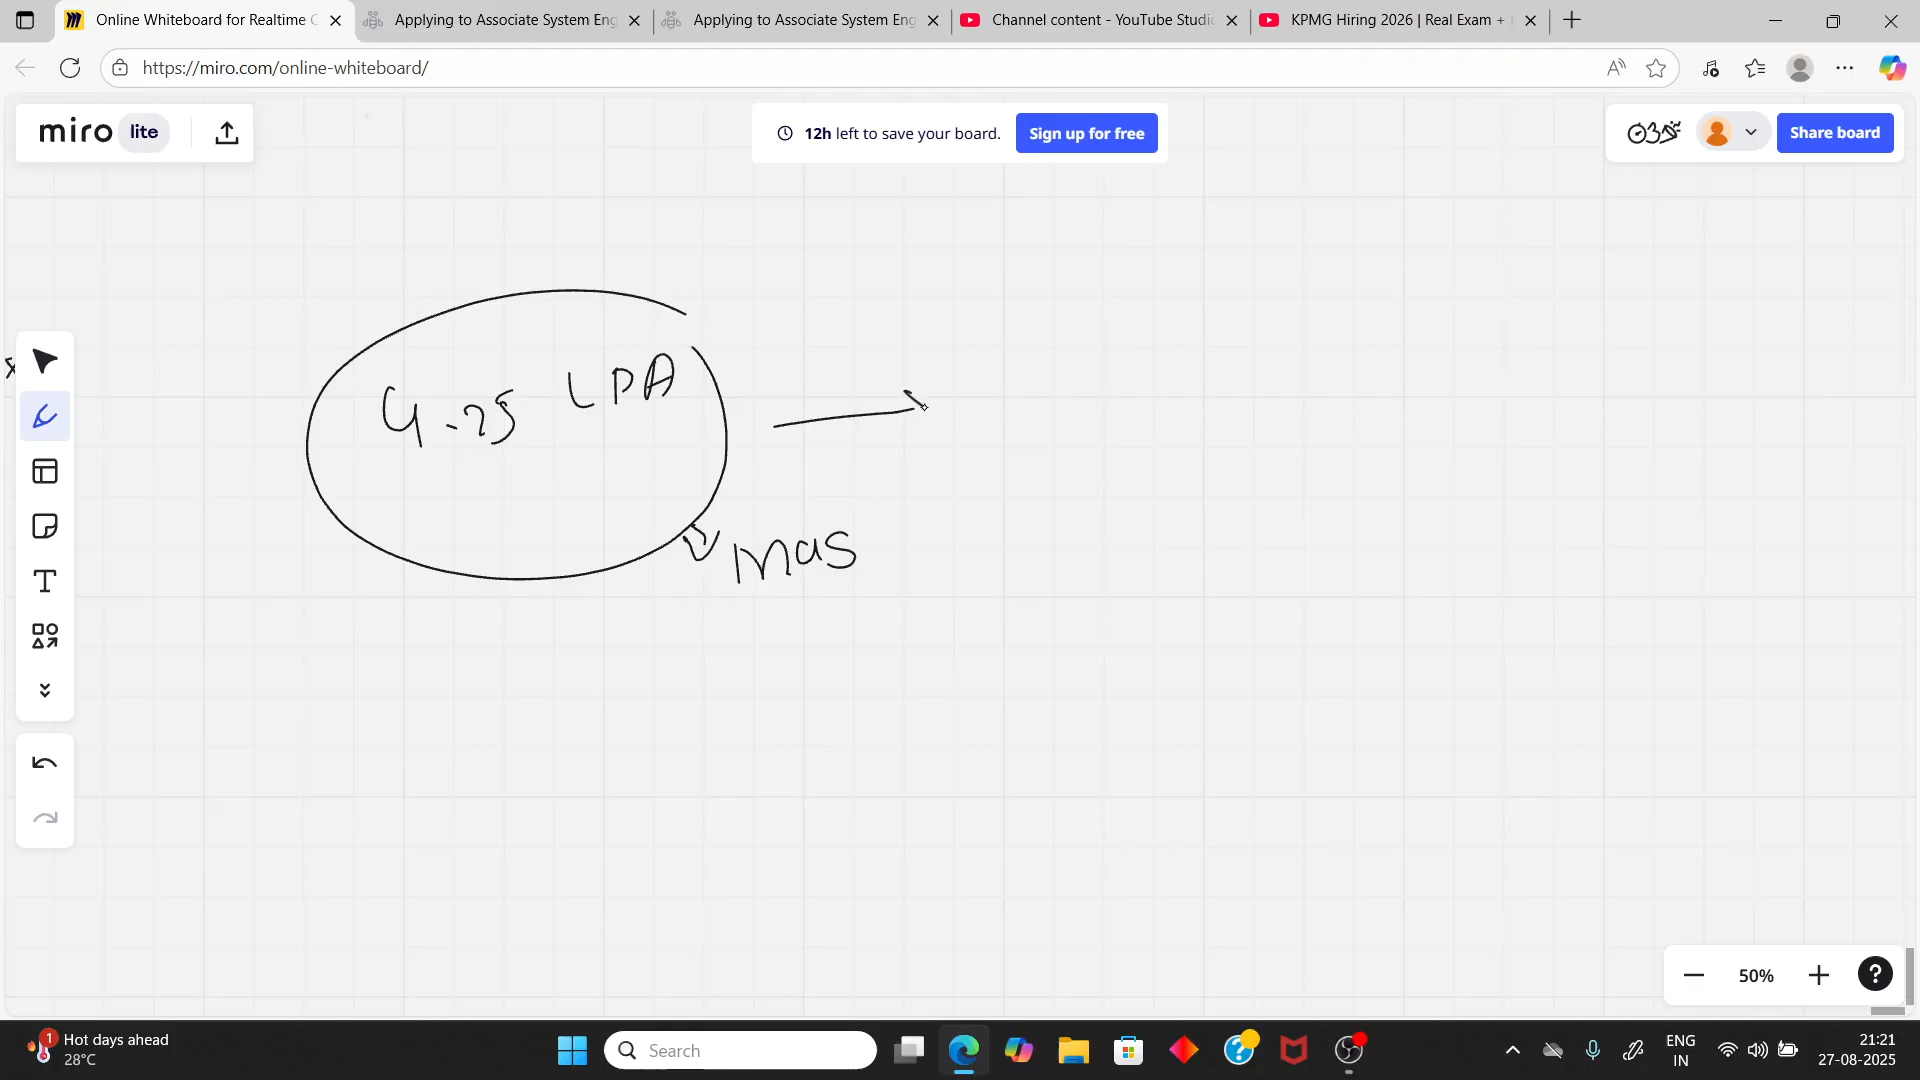 Online Whiteboard for Realtime C
Applying to Associate System Eng
Applying to Associate System Eng
Channel content - YouTube Studio
KPMG Hiring 2026 | Real Exam +
https://miro.com/online-whiteboard/
miro lite
12h left to save your board.
Sign up for free
Share board
4.25 LPA
mas
50%
Hot days ahead
28°C
1
Search
ENG
IN
21:21
27-08-2025